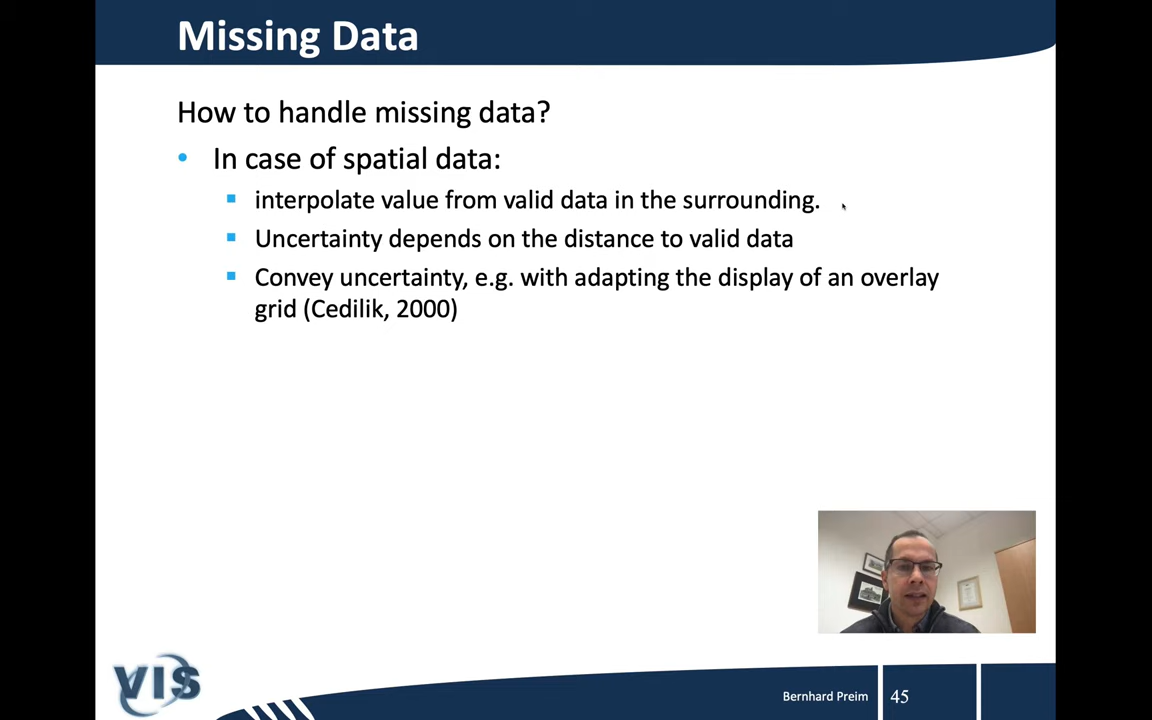 Missing Data
How to handle missing data?
• In case of spatial data:
▪ interpolate value from valid data in the surrounding.
▪ Uncertainty depends on the distance to valid data
▪ Convey uncertainty, e.g. with adapting the display of an overlay
grid (Cedilik, 2000)
VIS
Bernhard Preim
45